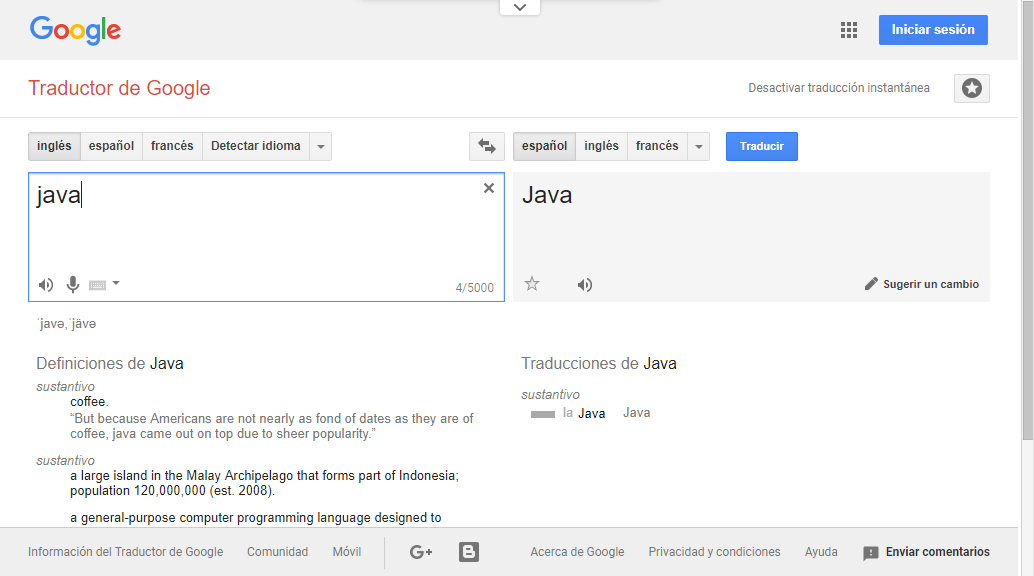 Google
Iniciar sesión
Traductor de Google
Desactivar traducción instantánea
inglés español francés Detectar idioma
español inglés francés Traducir
java
Java
4/5000
Sugerir un cambio
ˈjavə,ˈjävə
Definiciones de Java
sustantivo
coffee.
“But because Americans are not nearly as fond of dates as they are of
coffee, java came out on top due to sheer popularity.”
sustantivo
a large island in the Malay Archipelago that forms part of Indonesia;
population 120,000,000 (est. 2008).
a general-purpose computer programming language designed to
Traducciones de Java
sustantivo
la Java Java
Información del Traductor de Google Comunidad Móvil G+ B Acerca de Google Privacidad y condiciones Ayuda Enviar comentarios